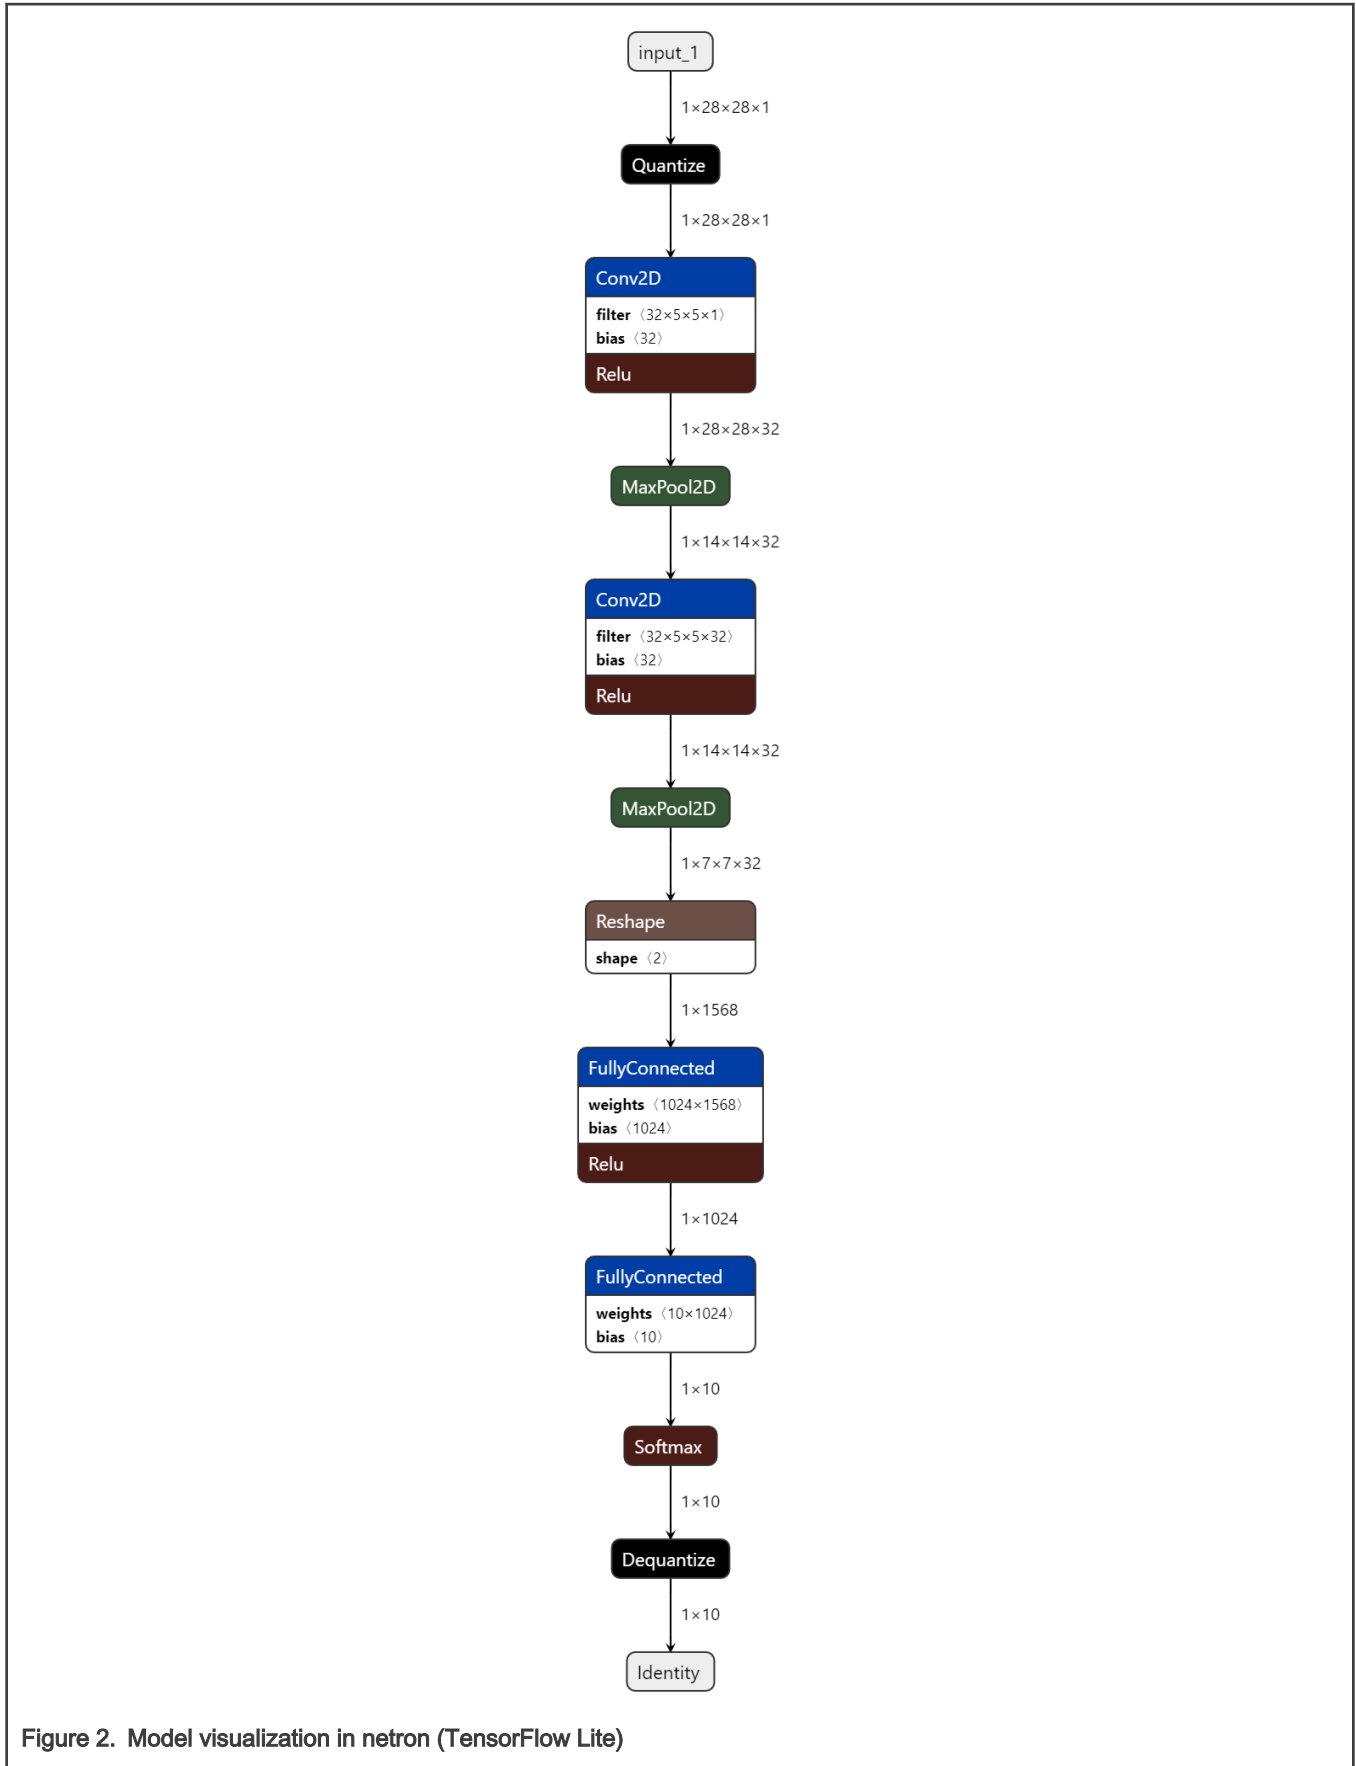 input_1
1×28×28×1
Quantize
1×28×28×1
Conv2D
filter 〈32×5×5×1〉
bias 〈32〉
Relu
1×28×28×32
MaxPool2D
1×14×14×32
Conv2D
filter 〈32×5×5×32〉
bias 〈32〉
Relu
1×14×14×32
MaxPool2D
1×7×7×32
Reshape
shape 〈2〉
1×1568
FullyConnected
weights 〈1024×1568〉
bias 〈1024〉
Relu
1×1024
FullyConnected
weights 〈10×1024〉
bias 〈10〉
1×10
Softmax
1×10
Dequantize
1×10
Identity
Figure 2. Model visualization in netron (TensorFlow Lite)